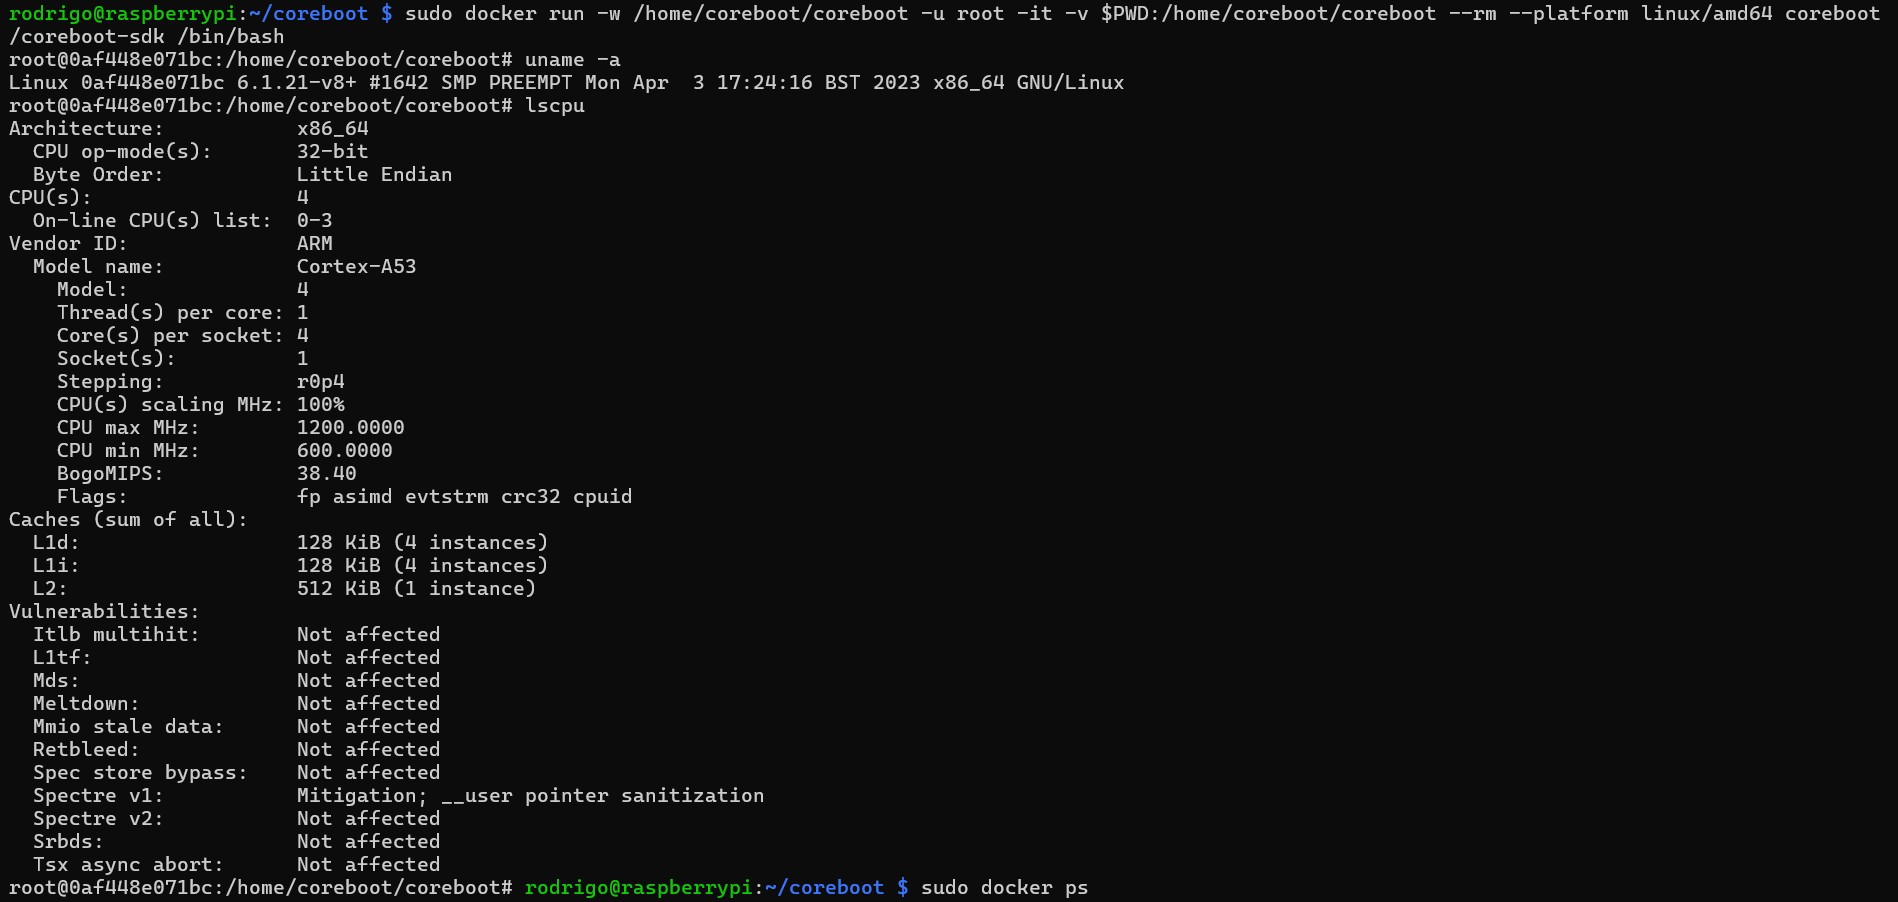 rodrigo@raspberrypi:~/coreboot $ sudo docker run -w /home/coreboot/coreboot -u root -it -v $PWD:/home/coreboot/coreboot --rm --platform linux/amd64 coreboot
/coreboot-sdk /bin/bash
root@0af448e071bc:/home/coreboot/coreboot# uname -a
Linux 0af448e071bc 6.1.21-v8+ #1642 SMP PREEMPT Mon Apr  3 17:24:16 BST 2023 x86_64 GNU/Linux
root@0af448e071bc:/home/coreboot/coreboot# lscpu
Architecture:           x86_64
  CPU op-mode(s):       32-bit
  Byte Order:           Little Endian
CPU(s):                 4
  On-line CPU(s) list:  0-3
Vendor ID:              ARM
  Model name:           Cortex-A53
    Model:              4
    Thread(s) per core: 1
    Core(s) per socket: 4
    Socket(s):          1
    Stepping:           r0p4
    CPU(s) scaling MHz: 100%
    CPU max MHz:        1200.0000
    CPU min MHz:        600.0000
    BogoMIPS:           38.40
    Flags:              fp asimd evtstrm crc32 cpuid
Caches (sum of all):
  L1d:                  128 KiB (4 instances)
  L1i:                  128 KiB (4 instances)
  L2:                   512 KiB (1 instance)
Vulnerabilities:
  Itlb multihit:        Not affected
  L1tf:                 Not affected
  Mds:                  Not affected
  Meltdown:             Not affected
  Mmio stale data:      Not affected
  Retbleed:             Not affected
  Spec store bypass:    Not affected
  Spectre v1:           Mitigation; __user pointer sanitization
  Spectre v2:           Not affected
  Srbds:                Not affected
  Tsx async abort:      Not affected
root@0af448e071bc:/home/coreboot/coreboot# rodrigo@raspberrypi:~/coreboot $ sudo docker ps